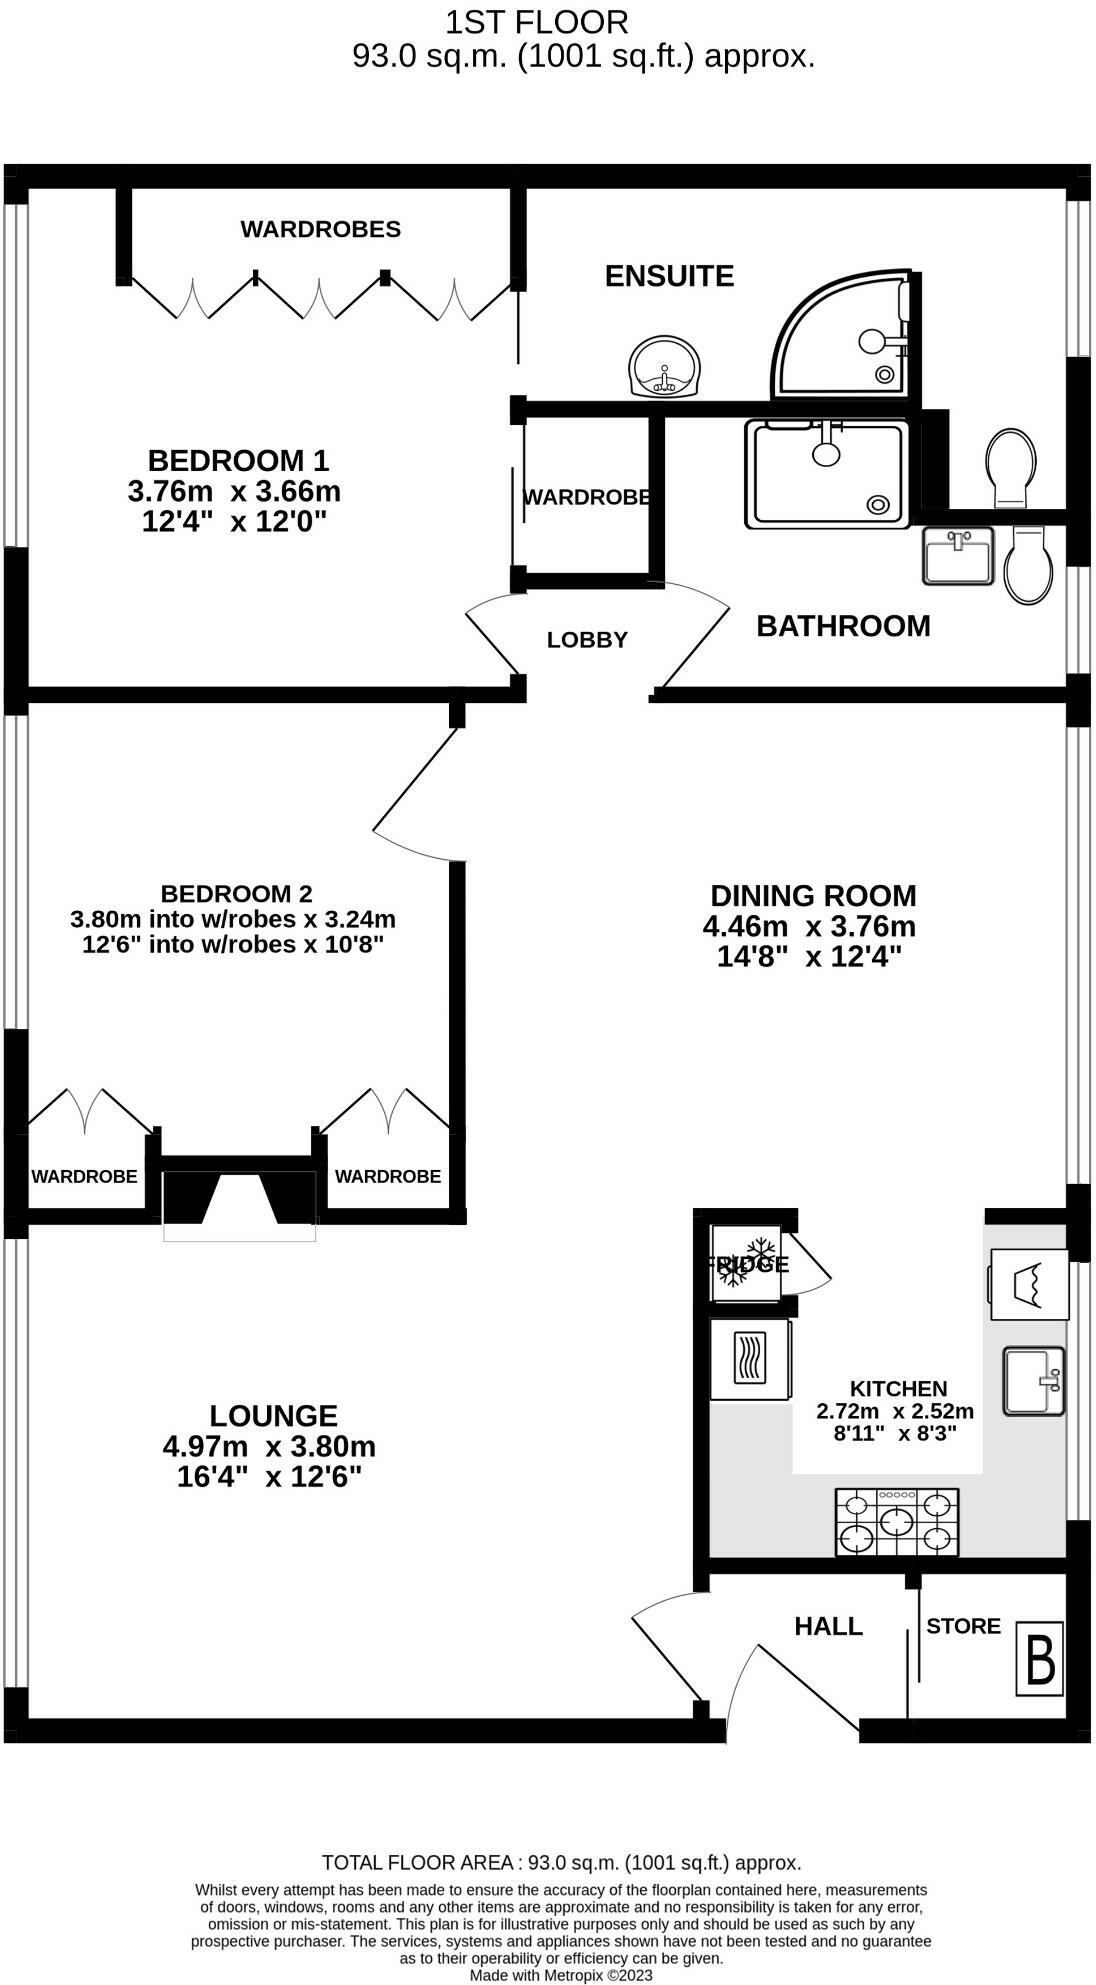 1ST FLOOR
93.0 sq.m. (1001 sq.ft.) approx.
WARDROBES
ENSUITE
BEDROOM 1
3.76m x 3.66m
12'4" x 12'0"
WARDROBE
LOBBY
BATHROOM
BEDROOM 2
3.80m into w/robes x 3.24m
12'6" into w/robes x 10'8"
DINING ROOM
4.46m x 3.76m
14'8" x 12'4"
WARDROBE
WARDROBE
FRIDGE
KITCHEN
2.72m x 2.52m
8'11" x 8'3"
LOUNGE
4.97m x 3.80m
16'4" x 12'6"
HALL
STORE
B
TOTAL FLOOR AREA : 93.0 sq.m. (1001 sq.ft.) approx.
Whilst every attempt has been made to ensure the accuracy of the floorplan contained here, measurements
of doors, windows, rooms and any other items are approximate and no responsibility is taken for any error,
omission or mis-statement. This plan is for illustrative purposes only and should be used as such by any
prospective purchaser. The services, systems and appliances shown have not been tested and no guarantee
as to their operability or efficiency can be given.
Made with Metropix ©2023